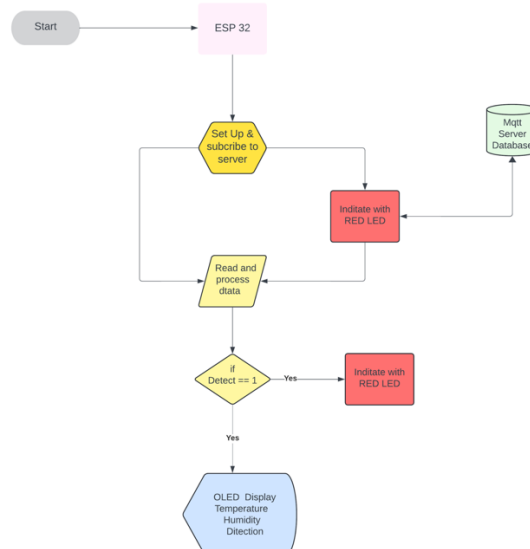 Start
ESP 32
Set Up &
subcribe to
server
Mqtt
Server
Database
Inditate with
RED LED
Read and
process
dtata
if
Detect == 1
Yes
Inditate with
RED LED
Yes
OLED Display
Temperature
Humidity
Ditection